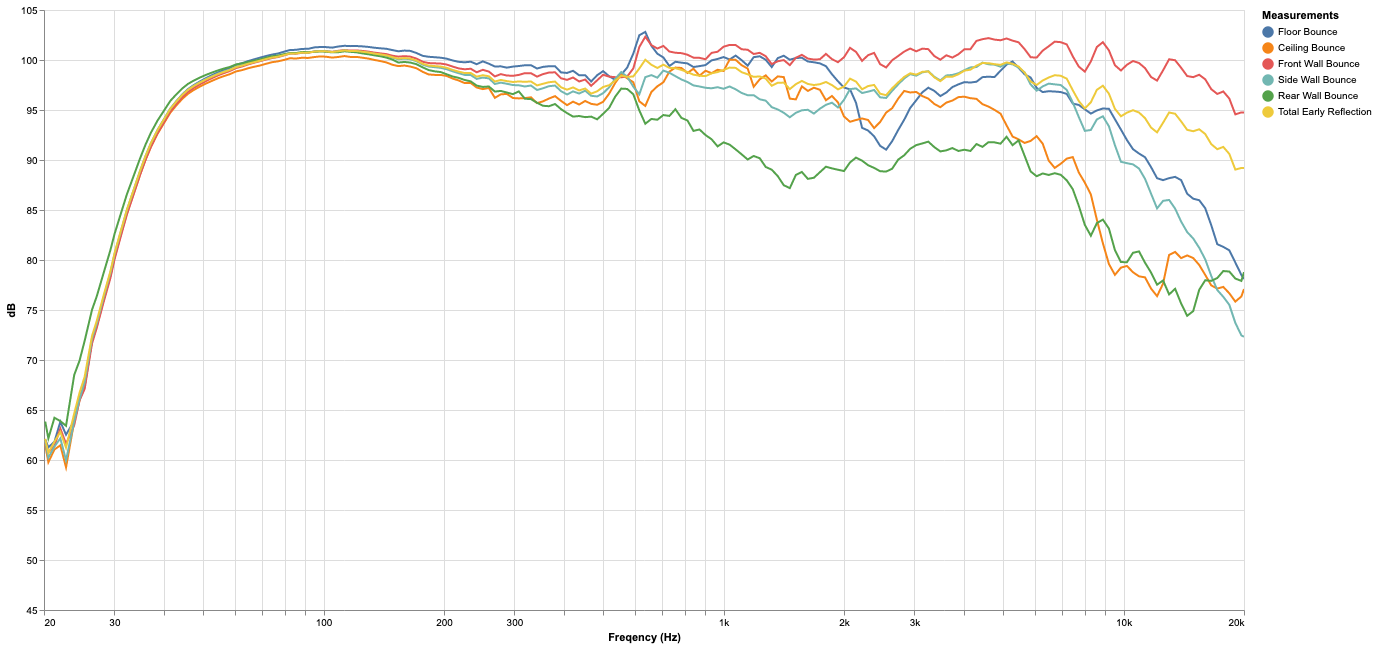 105
100
95
90
85
80
75
70
65
60
55
50
45
dB
20 30 100 200 300 1k 2k 3k 10k 20k
Freqency (Hz)
Measurements
Floor Bounce
Ceiling Bounce
Front Wall Bounce
Side Wall Bounce
Rear Wall Bounce
Total Early Reflection